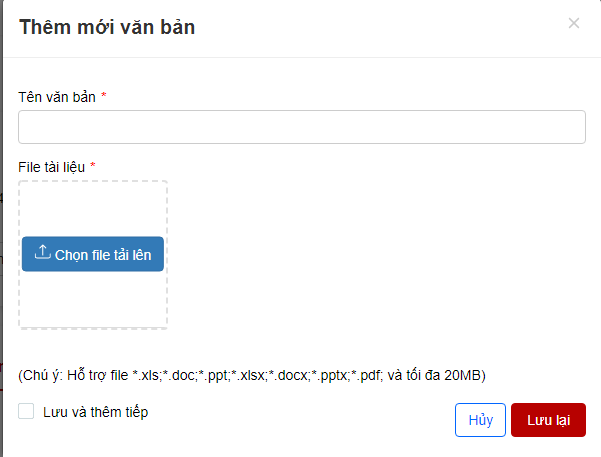 Thêm mới văn bản
Tên văn bản *
File tài liệu *
Chọn file tải lên
(Chú ý: Hỗ trợ file *.xls;*.doc;*.ppt;*.xlsx;*.docx;*.pptx;*.pdf; và tối đa 20MB)
Lưu và thêm tiếp
Hủy
Lưu lại